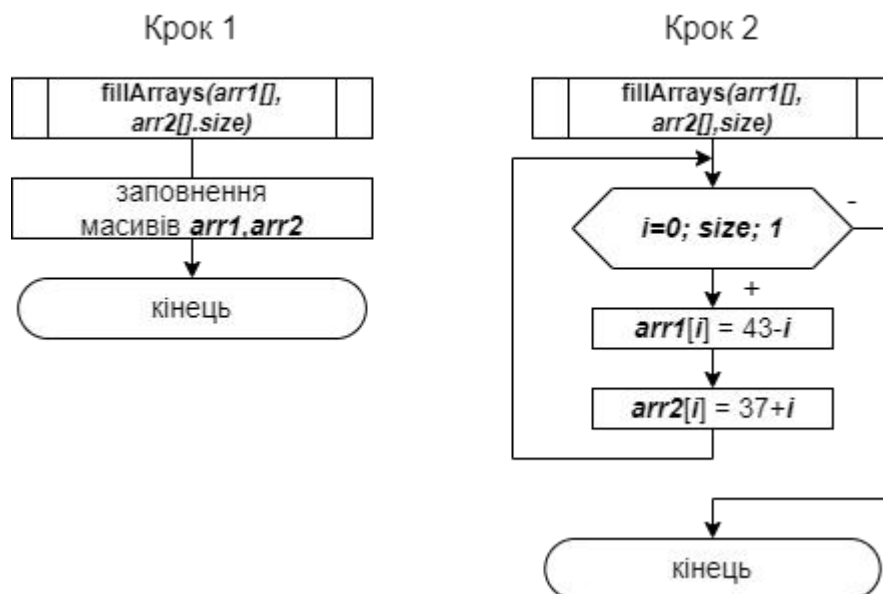 Крок 1
fillArrays(arr1[],
arr2[].size)
заповнення
масивів arr1,arr2
кінець
Крок 2
fillArrays(arr1[],
arr2[],size)
i=0; size; 1
-
+
arr1[i] = 43-i
arr2[i] = 37+i
кінець